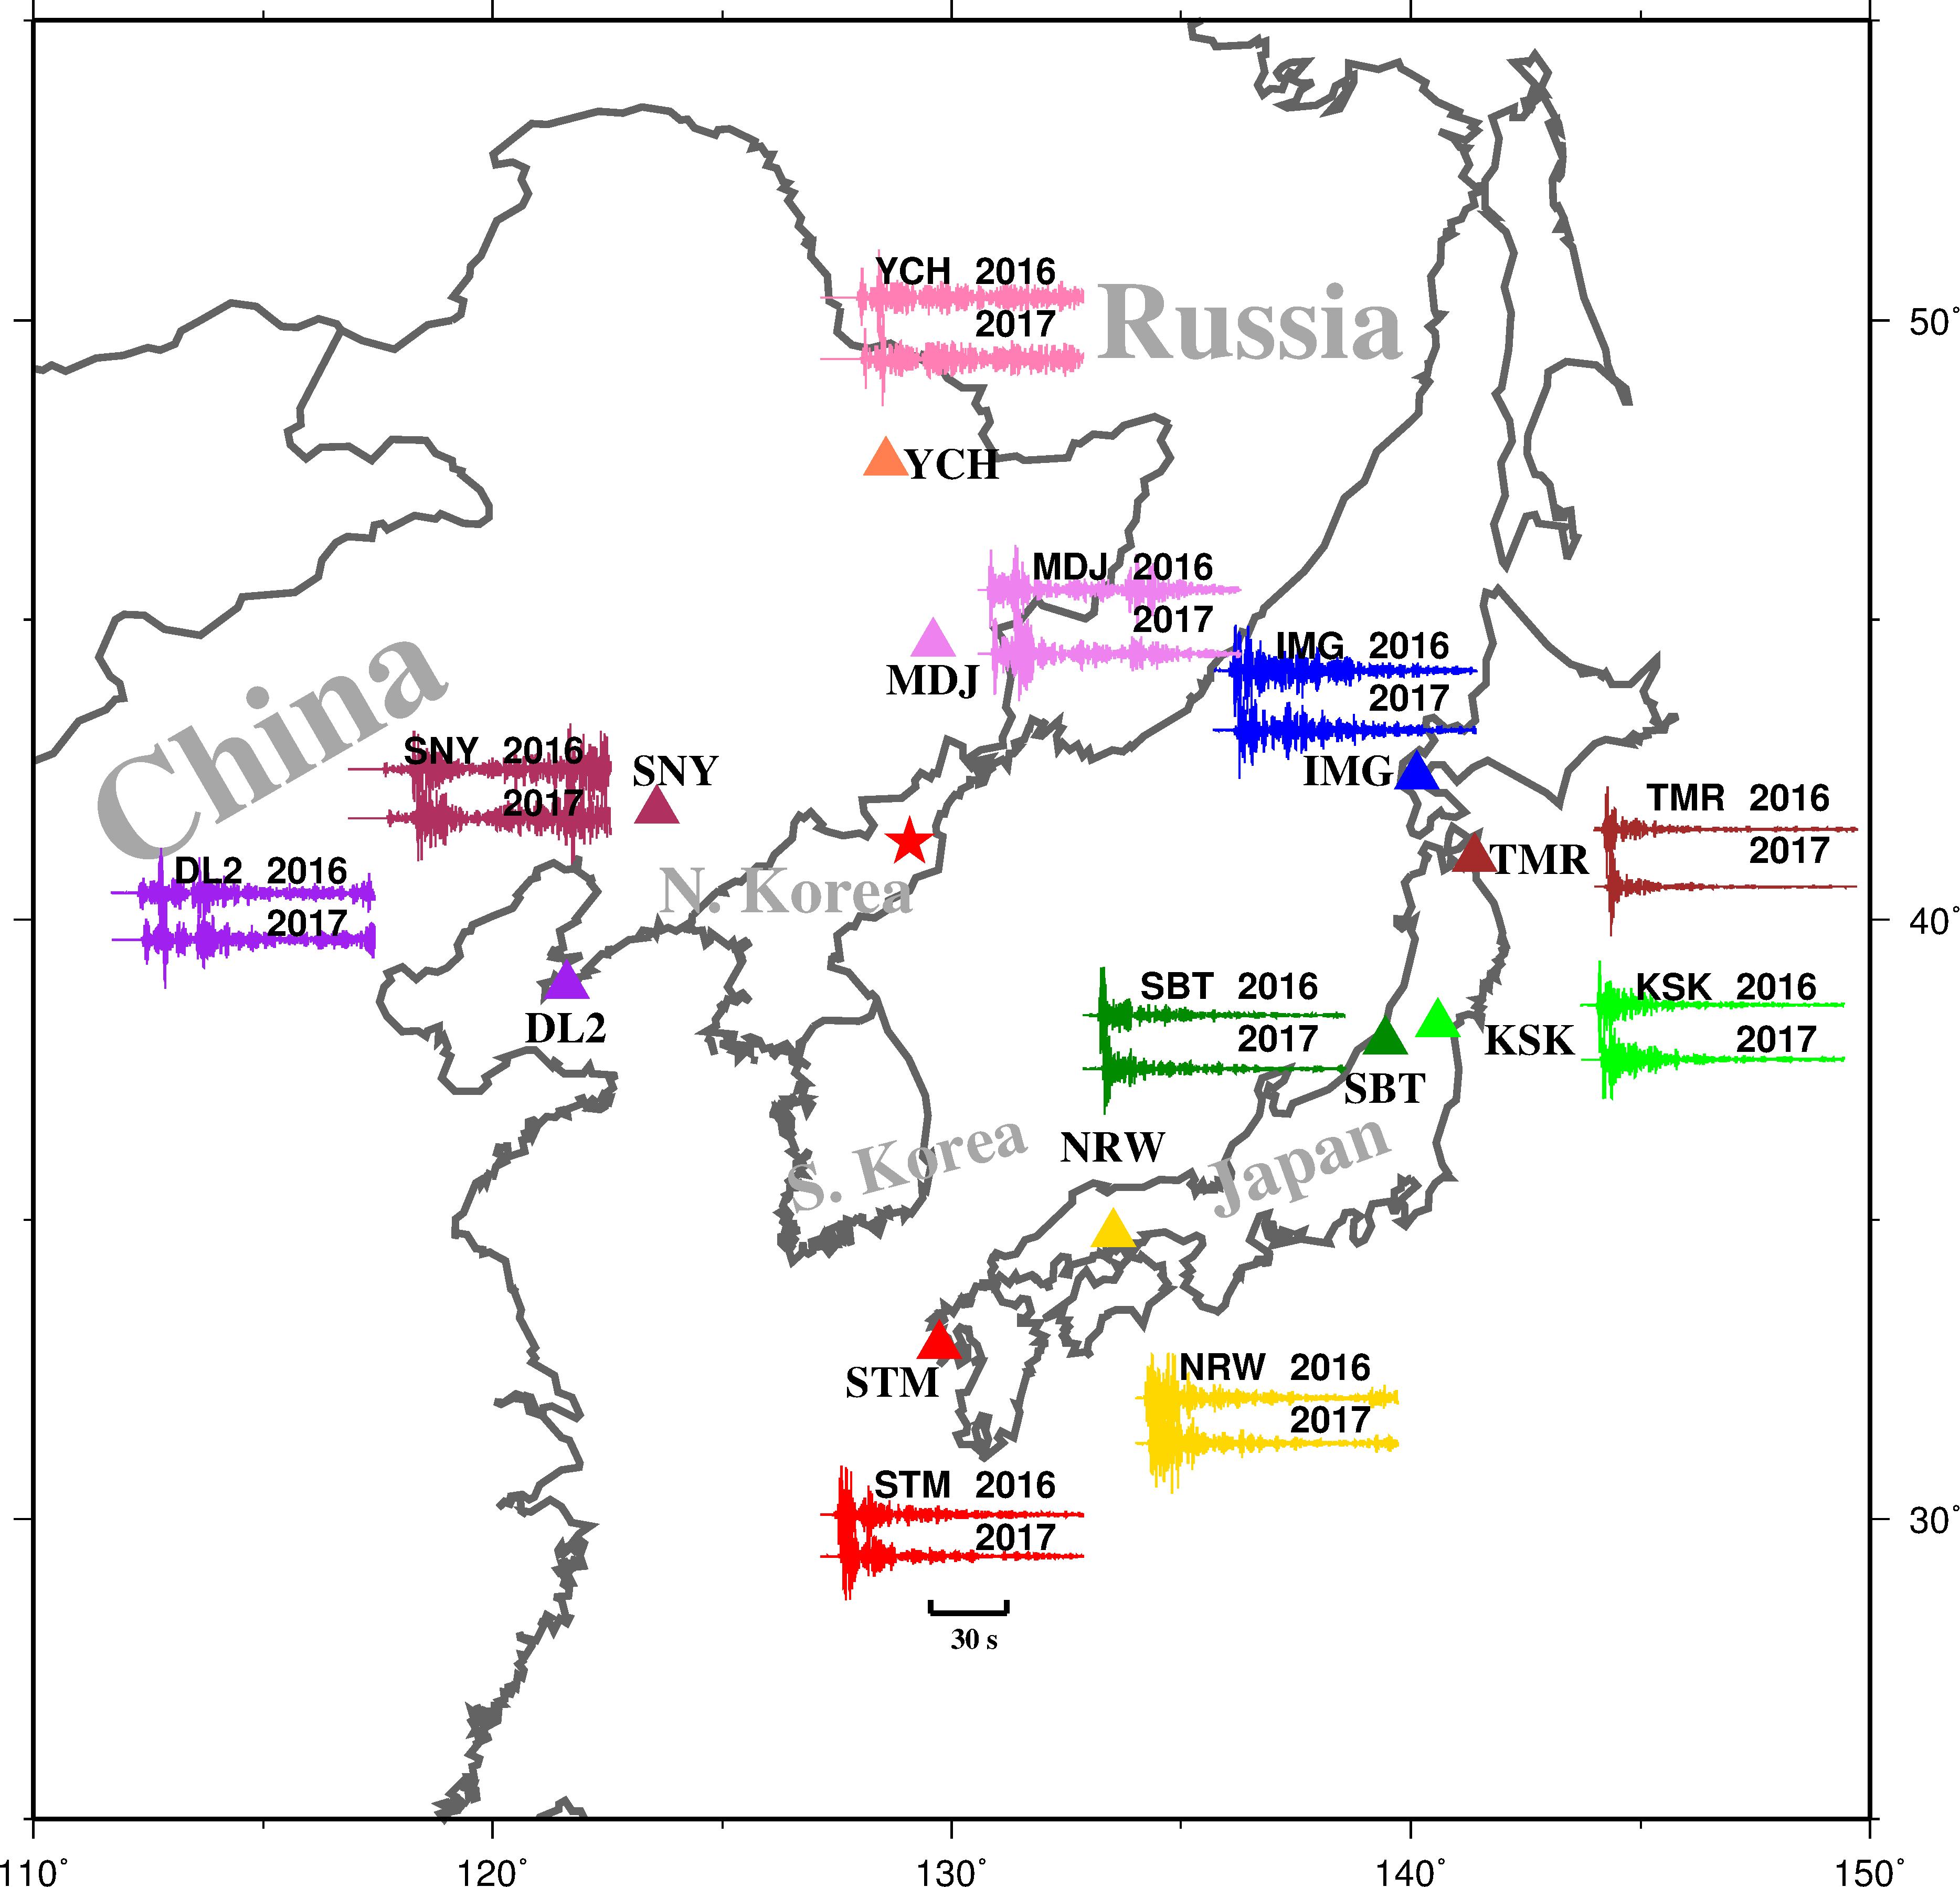 YCH 2016
2017
Russia
50°
YCH
MDJ 2016
2017
MDJ
IMG 2016
2017
IMG
China
SNY 2016
2017
SNY
TMR 2016
2017
TMR
DL2 2016
2017
N. Korea
40°
DL2
SBT 2016
2017
KSK 2016
2017
KSK
SBT
NRW
S. Korea
Japan
STM
NRW 2016
2017
STM 2016
2017
30°
30 s
110°
120°
130°
140°
150°